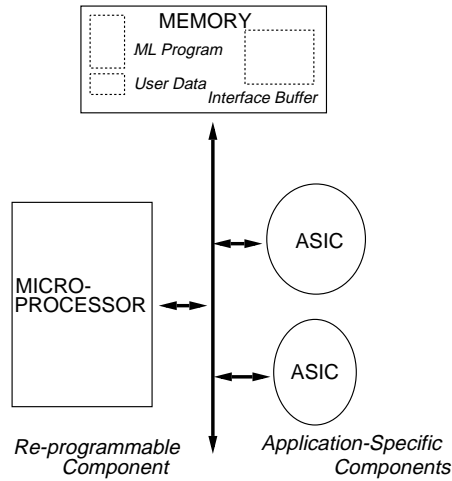 MEMORY
ML Program
User Data
Interface Buffer
ASIC
MICRO-
PROCESSOR
ASIC
Re-programmable
Component
Application-Specific
Components